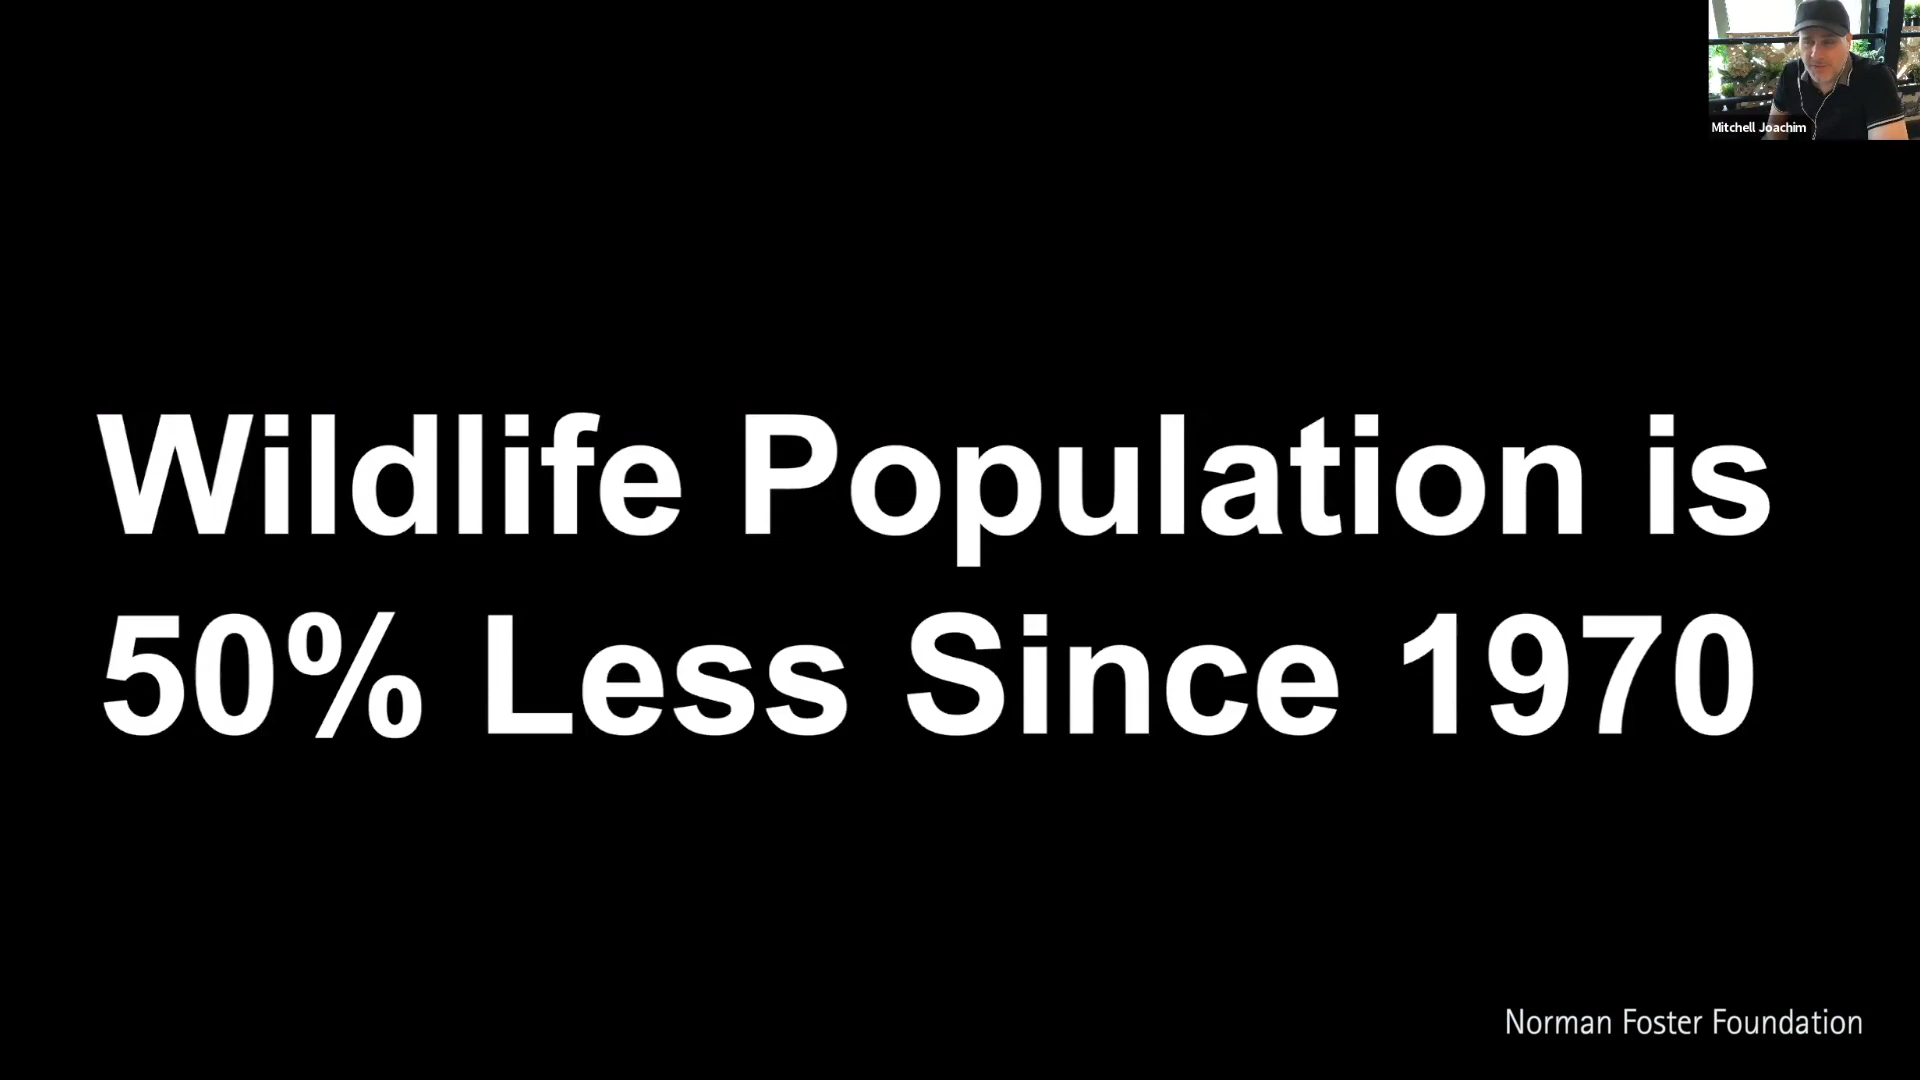 Mitchell Joachim
Wildlife Population is
50% Less Since 1970
Norman Foster Foundation